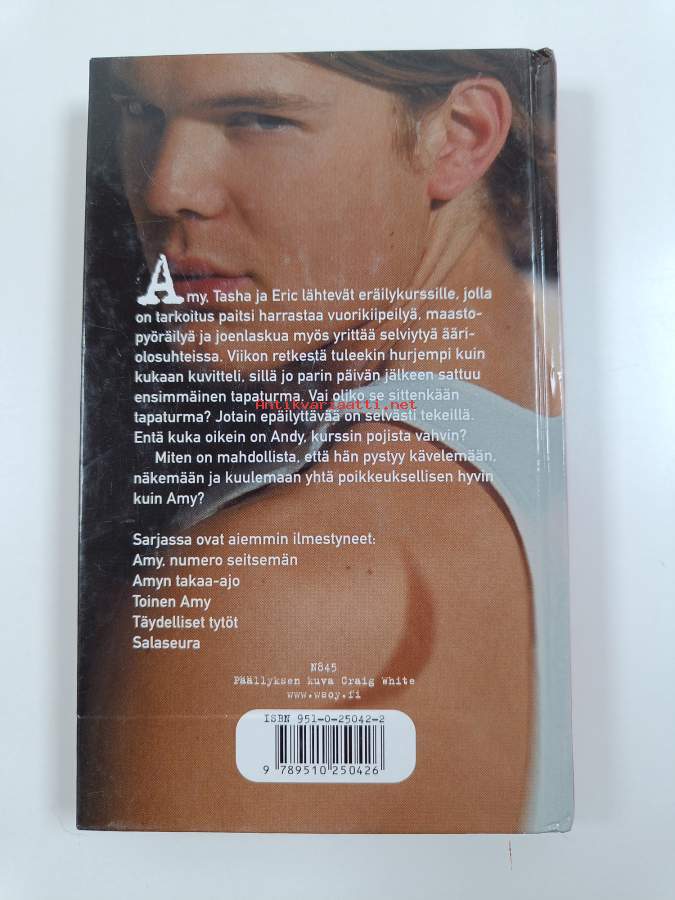 Amy, Tasha ja Eric lähtevät eräilykurssille, jolla
on tarkoitus paitsi harrastaa vuorikiipeilyä, maasto-
pyöräilyä ja joenlaskua myös yrittää selviytyä ääri-
olosuhteissa. Viikon retkestä tuleekin hurjempi kuin
kukaan kuvitteli, sillä jo parin päivän jälkeen sattuu
ensimmäinen tapaturma. Vai oliko se sittenkään
Antikvariaatti.net
tapaturma? Jotain epäilyttävää on selvästi tekeillä.
Entä kuka oikein on Andy, kurssin pojista vahvin?
Miten on mahdollista, että hän pystyy kävelemään,
näkemään ja kuulemaan yhtä poikkeuksellisen hyvin
kuin Amy?
Sarjassa ovat aiemmin ilmestyneet:
Amy, numero seitsemän
Amyn takaa-ajo
Toinen Amy
Täydelliset tytöt
Salaseura
N845
Päällyksen kuva Craig White
www.wsoy.fi
ISBN 951-0-25042-2
9 789510 250426